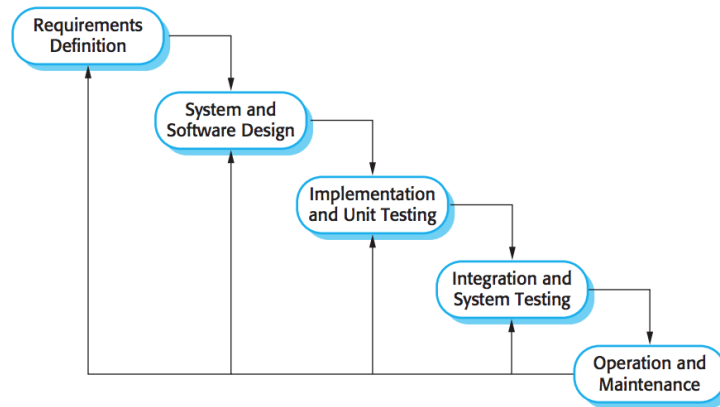 Requirements
Definition
System and
Software Design
Implementation
and Unit Testing
Integration and
System Testing
Operation and
Maintenance